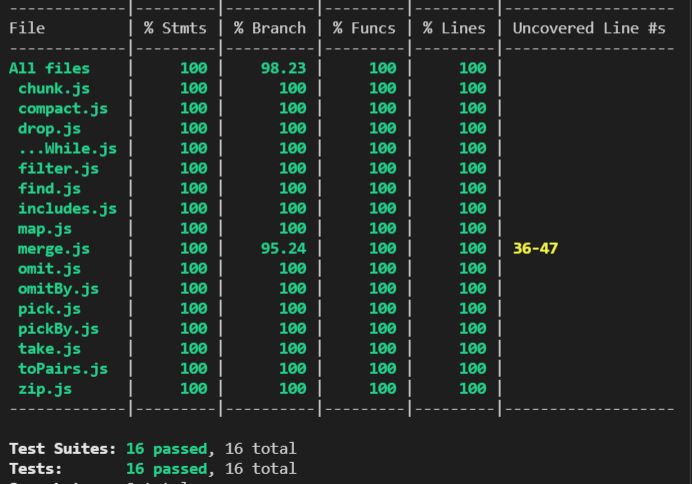 --------------|---------|----------|---------|---------|-------------------
File | % Stmts | % Branch | % Funcs | % Lines | Uncovered Line #s
--------------|---------|----------|---------|---------|-------------------
All files | 100 | 98.23 | 100 | 100 |
chunk.js | 100 | 100 | 100 | 100 |
compact.js | 100 | 100 | 100 | 100 |
drop.js | 100 | 100 | 100 | 100 |
...While.js | 100 | 100 | 100 | 100 |
filter.js | 100 | 100 | 100 | 100 |
find.js | 100 | 100 | 100 | 100 |
includes.js | 100 | 100 | 100 | 100 |
map.js | 100 | 100 | 100 | 100 |
merge.js | 100 | 95.24 | 100 | 100 | 36-47
omit.js | 100 | 100 | 100 | 100 |
omitBy.js | 100 | 100 | 100 | 100 |
pick.js | 100 | 100 | 100 | 100 |
pickBy.js | 100 | 100 | 100 | 100 |
take.js | 100 | 100 | 100 | 100 |
toPairs.js | 100 | 100 | 100 | 100 |
zip.js | 100 | 100 | 100 | 100 |
--------------|---------|----------|---------|---------|-------------------
Test Suites: 16 passed, 16 total
Tests: 16 passed, 16 total